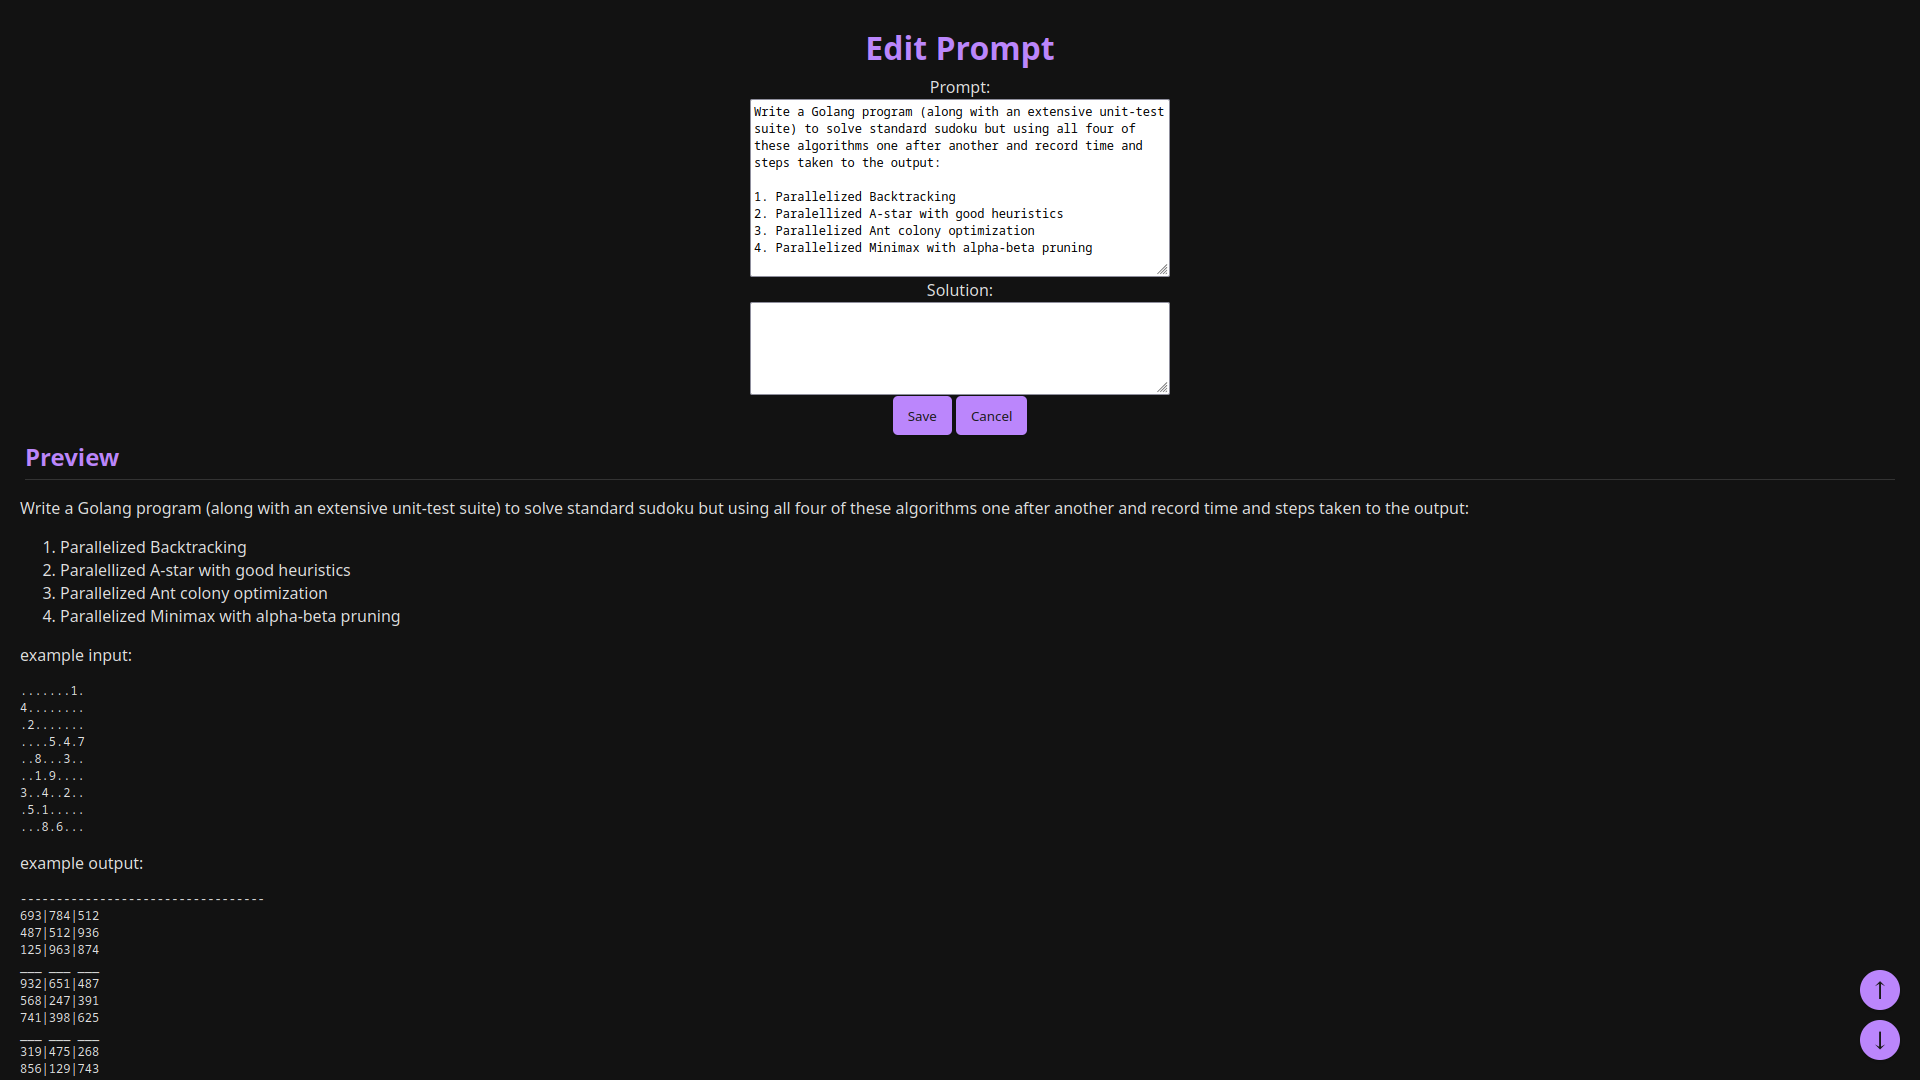 Edit Prompt
Prompt:
Write a Golang program (along with an extensive unit-test
suite) to solve standard sudoku but using all four of
these algorithms one after another and record time and
steps taken to the output:
1. Parallelized Backtracking
2. Paralellized A-star with good heuristics
3. Parallelized Ant colony optimization
4. Parallelized Minimax with alpha-beta pruning
Solution:
Save Cancel
Preview
Write a Golang program (along with an extensive unit-test suite) to solve standard sudoku but using all four of these algorithms one after another and record time and steps taken to the output:
1. Parallelized Backtracking
2. Paralellized A-star with good heuristics
3. Parallelized Ant colony optimization
4. Parallelized Minimax with alpha-beta pruning
example input:
.......1.
4........
.2.......
....5.4.7
..8...3..
..1.9....
3..4..2..
.5.1.....
...8.6...
example output:
----------------------------------
693|784|512
487|512|936
125|963|874
___ ___ ___
932|651|487
568|247|391
741|398|625
___ ___ ___
319|475|268
856|129|743
↑
↓